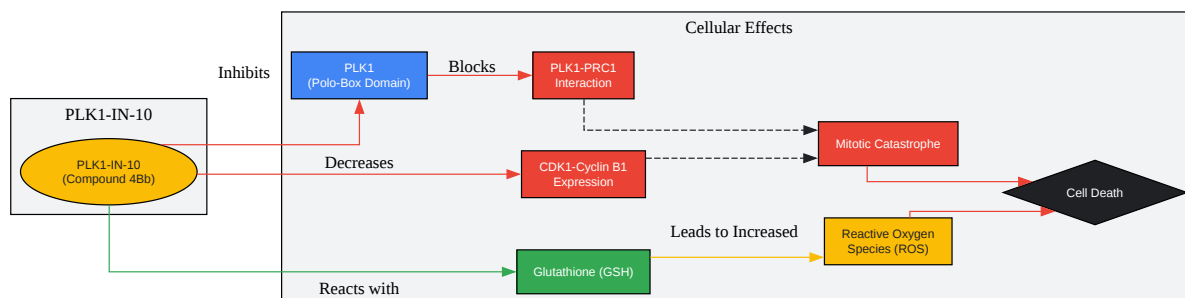 Cellular Effects
Inhibits
PLK1
(Polo-Box Domain)
Blocks
PLK1-PRC1
Interaction
PLK1-IN-10
PLK1-IN-10
(Compound 4Bb)
Decreases
CDK1-Cyclin B1
Expression
Mitotic Catastrophe
Cell Death
Leads to Increased
Reactive Oxygen
Species (ROS)
Glutathione (GSH)
Reacts with